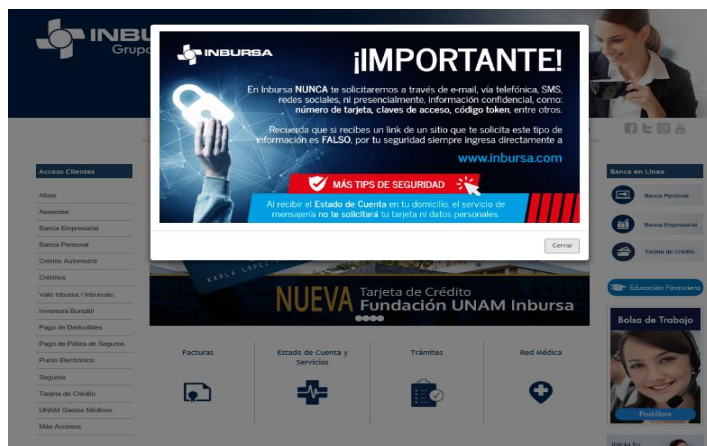 INBURSA
Grupo
INBURSA
¡IMPORTANTE!
En Inbursa NUNCA te solicitaremos a través de e-mail, vía telefónica, SMS,
redes sociales, ni presencialmente, información confidencial, como:
número de tarjeta, claves de acceso, código token, entre otros.
Recuerda que si recibes un link de un sitio que te solicita este tipo de
información es FALSO, por tu seguridad siempre ingresa directamente a
www.inbursa.com
MÁS TIPS DE SEGURIDAD
Al recibir el Estado de Cuenta en tu domicilio, el servicio de
mensajería no te solicitará tu tarjeta ni datos personales.
Cerrar
Acceso Clientes
Afore
Asesores
Banca Empresarial
Banca Personal
Crédito Automotriz
Créditos
Vale Inbursa / Inburvale
Inversora Bursátil
Pago de Deducibles
Pago de Póliza de Seguros
Punto Electrónico
Seguros
Tarjeta de Crédito
UNAM Gastos Médicos
Más Accesos
KARLA LOPEZ
NUEVA Tarjeta de Crédito
Fundación UNAM Inbursa
Facturas
Estado de Cuenta y
Servicios
Trámites
Red Médica
Banca en Línea
Banca Personal
Banca Empresarial
Tarjeta de Crédito
Educación Financiera
Bolsa de Trabajo
Postúlate
Inicia tu